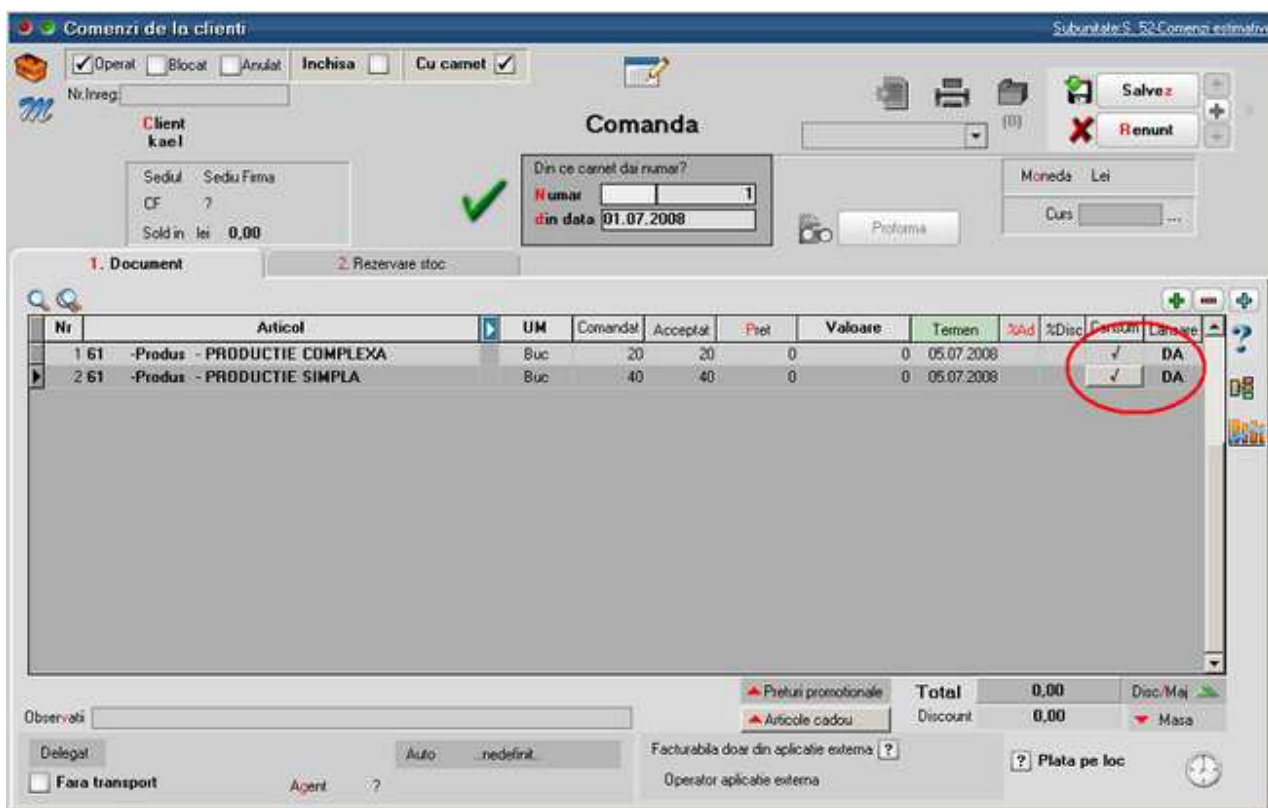 Comenzi de la clienti Subunitate:S_52-Comenzi estimative
Operat Blocat Anulat Inchisa Cu carnet
Nr.Inreg:
Client
kael
Comanda
Salvez
(0)
Renunt
Sediul Sediu Firma
CF ?
Sold in lei 0,00
Din ce carnet dai numar?
Numar 1
din data 01.07.2008
Proforma
Moneda Lei
Curs ...
1. Document 2. Rezervare stoc
Nr Articol UM Comandat Acceptat Pret Valoare Termen %Ad %Disc Consum Lansare
1 61 -Produs - PRODUCTIE COMPLEXA Buc 20 20 0 0 05.07.2008 √ DA
2 61 -Produs - PRODUCTIE SIMPLA Buc 40 40 0 0 05.07.2008 √ DA
Preturi promotionale Total 0,00 Disc/Maj
Observatii Articole cadou Discount 0,00 Masa
Delegat Auto ..nedefinit.. Facturabila doar din aplicatie externa ?
Fara transport Agent ? Operator aplicatie externa ? Plata pe loc